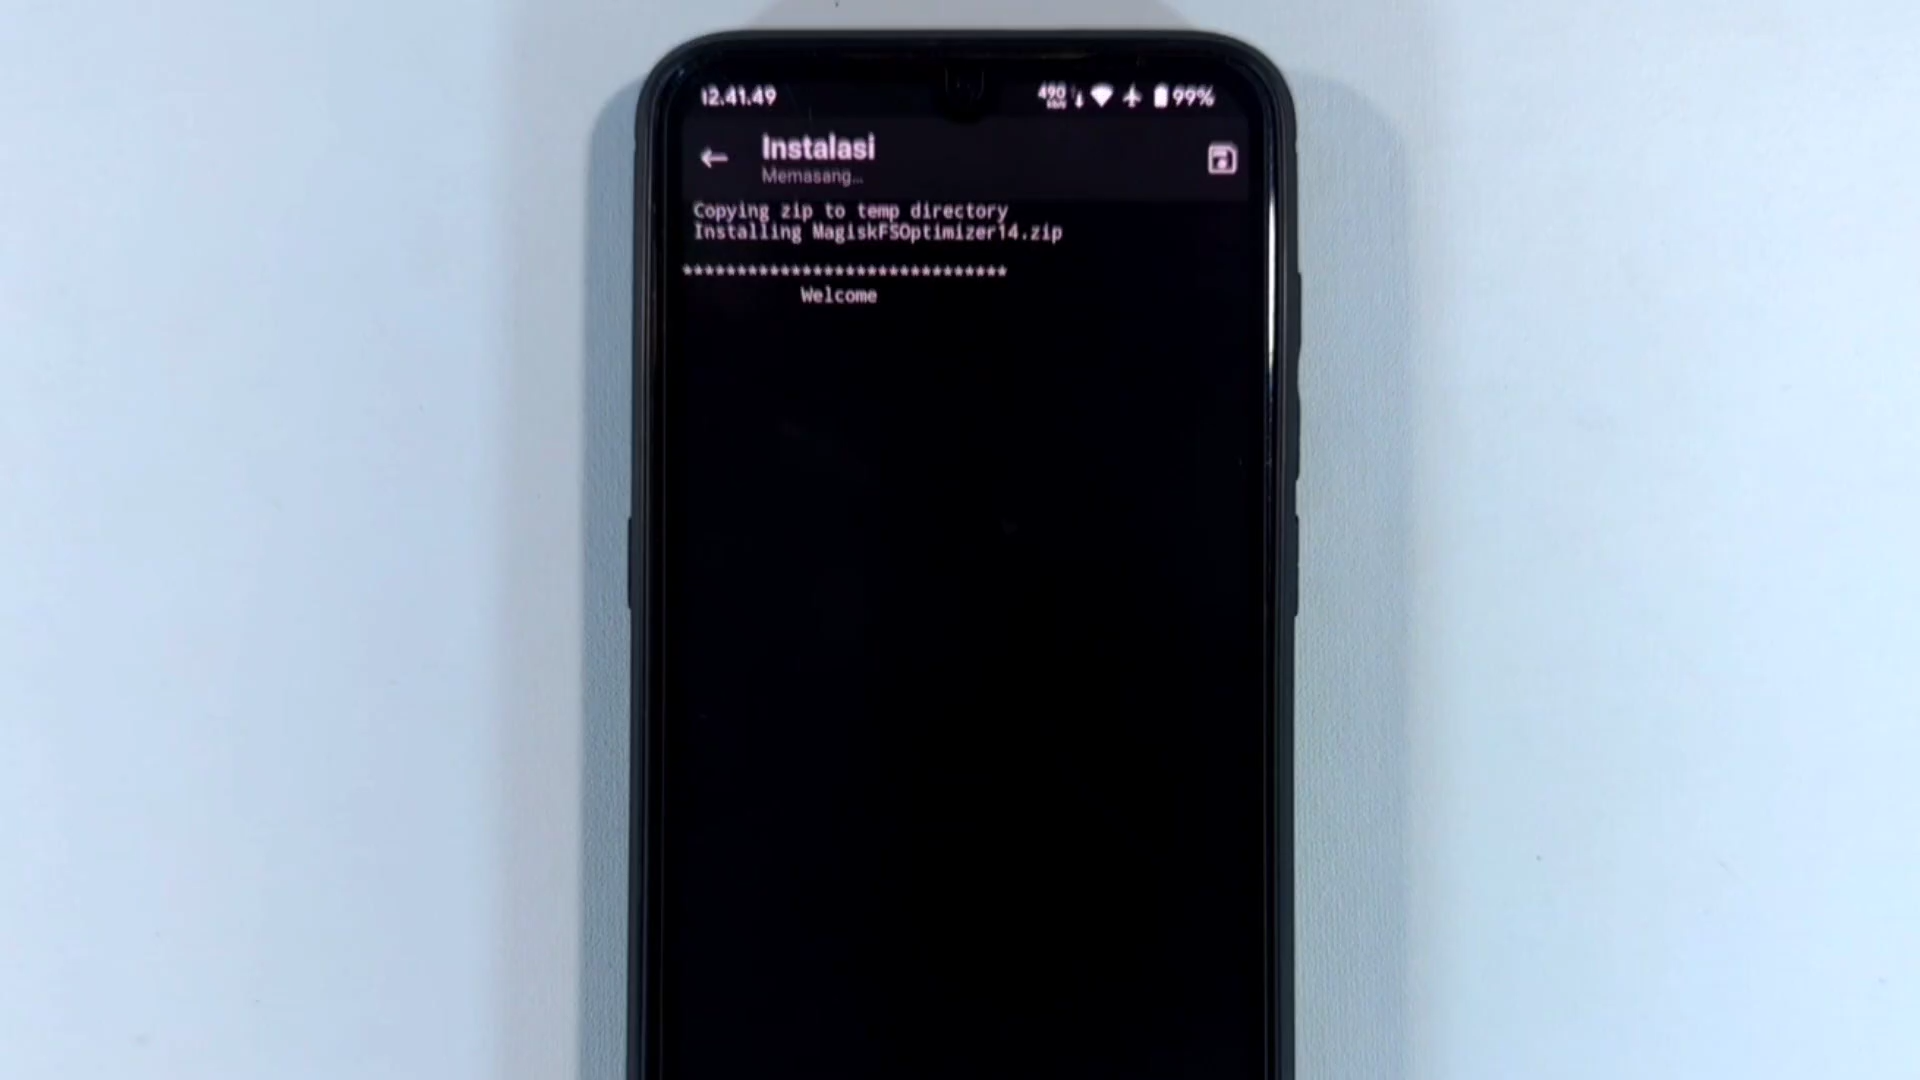 12.41.49 490 99%
Instalasi
Memasang...
Copying zip to temp directory
Installing MagiskFSOptimizer14.zip
******************************
Welcome